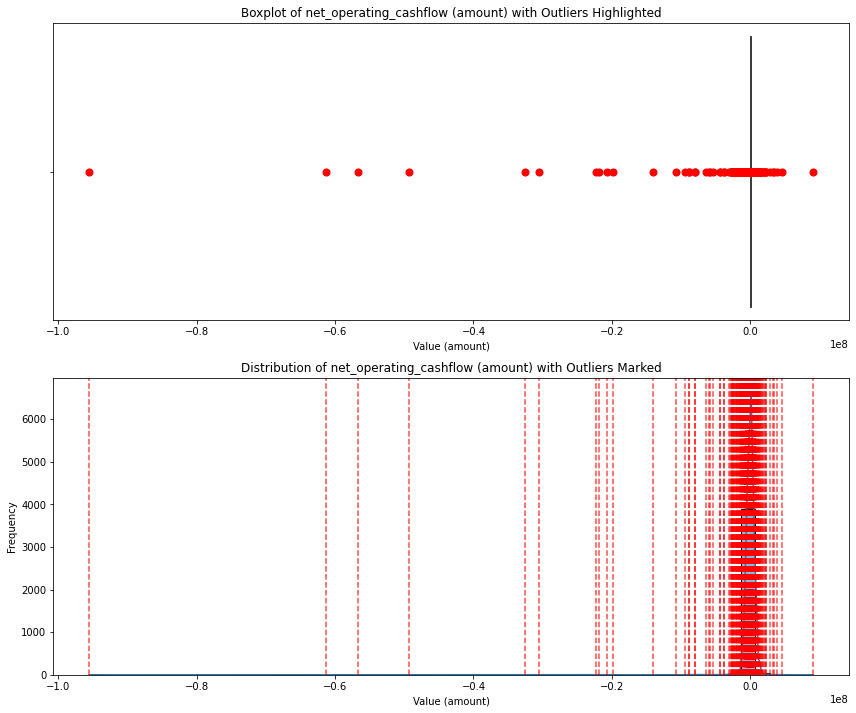 Boxplot of net_operating_cashflow (amount) with Outliers Highlighted
−1.0 −0.8 −0.6 −0.4 −0.2 0.0
1e8
Value (amount)
Distribution of net_operating_cashflow (amount) with Outliers Marked
6000
5000
4000
3000
2000
1000
0
Frequency
−1.0 −0.8 −0.6 −0.4 −0.2 0.0
1e8
Value (amount)